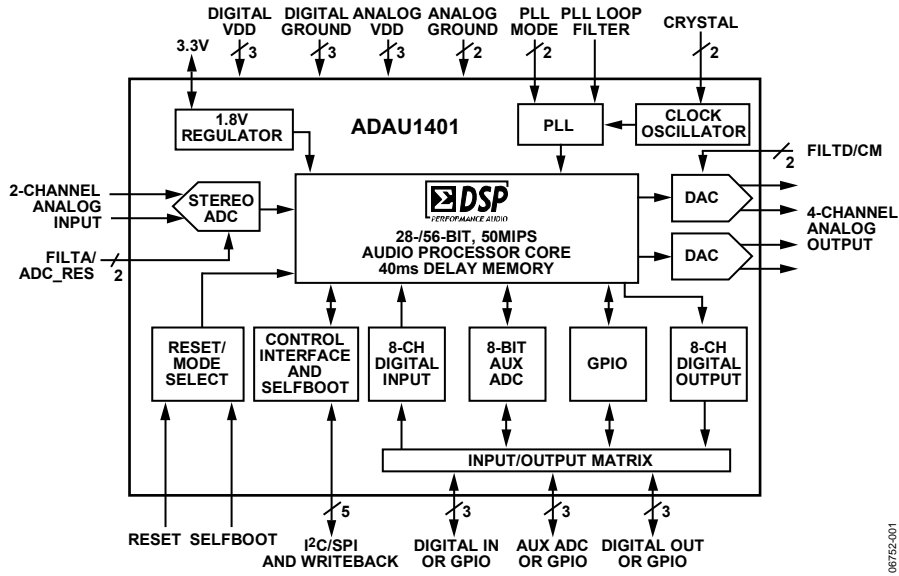 DIGITAL
VDD
DIGITAL
GROUND
ANALOG
VDD
ANALOG
GROUND
PLL
MODE
PLL LOOP
FILTER
CRYSTAL
3.3V
3
3
3
2
2
2
1.8V
REGULATOR
ADAU1401
PLL
CLOCK
OSCILLATOR
FILTD/CM
2
2-CHANNEL
ANALOG
INPUT
STEREO
ADC
DSP
PERFORMANCE AUDIO
28-/56-BIT, 50MIPS
AUDIO PROCESSOR CORE
40ms DELAY MEMORY
DAC
DAC
4-CHANNEL
ANALOG
OUTPUT
FILTA/
ADC_RES
2
RESET/
MODE
SELECT
CONTROL
INTERFACE
AND
SELFBOOT
8-CH
DIGITAL
INPUT
8-BIT
AUX
ADC
GPIO
8-CH
DIGITAL
OUTPUT
INPUT/OUTPUT MATRIX
5
3
3
3
RESET
SELFBOOT
I²C/SPI
AND WRITEBACK
DIGITAL IN
OR GPIO
AUX ADC
OR GPIO
DIGITAL OUT
OR GPIO
06752-001